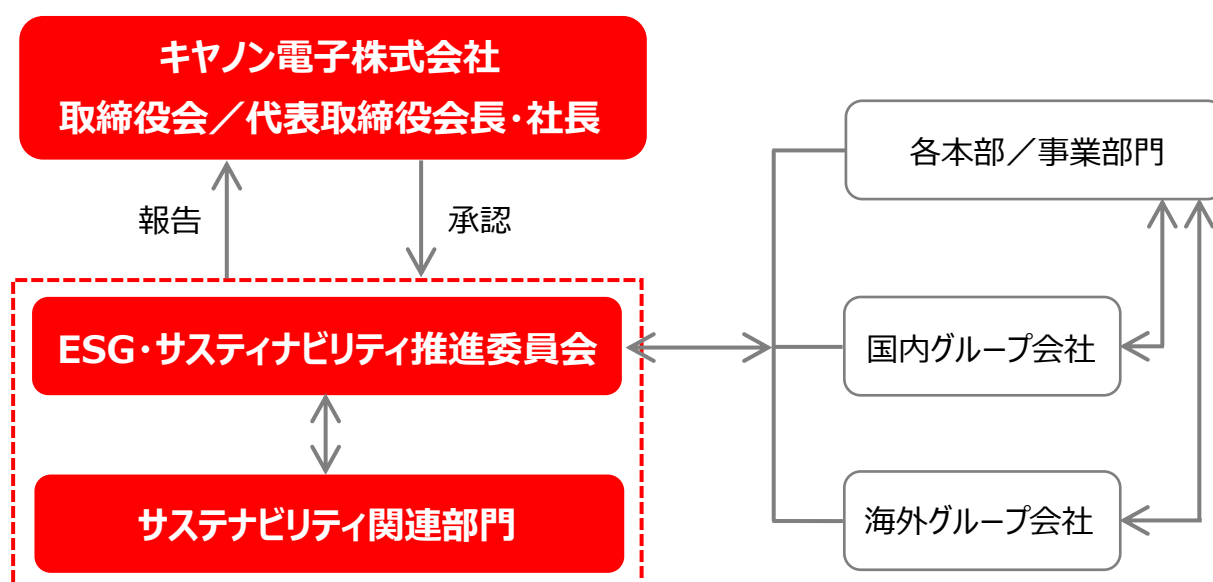 キヤノン電子株式会社
取締役会／代表取締役会長・社長
報告
承認
ESG・サスティナビリティ推進委員会
サステナビリティ関連部門
各本部／事業部門
国内グループ会社
海外グループ会社